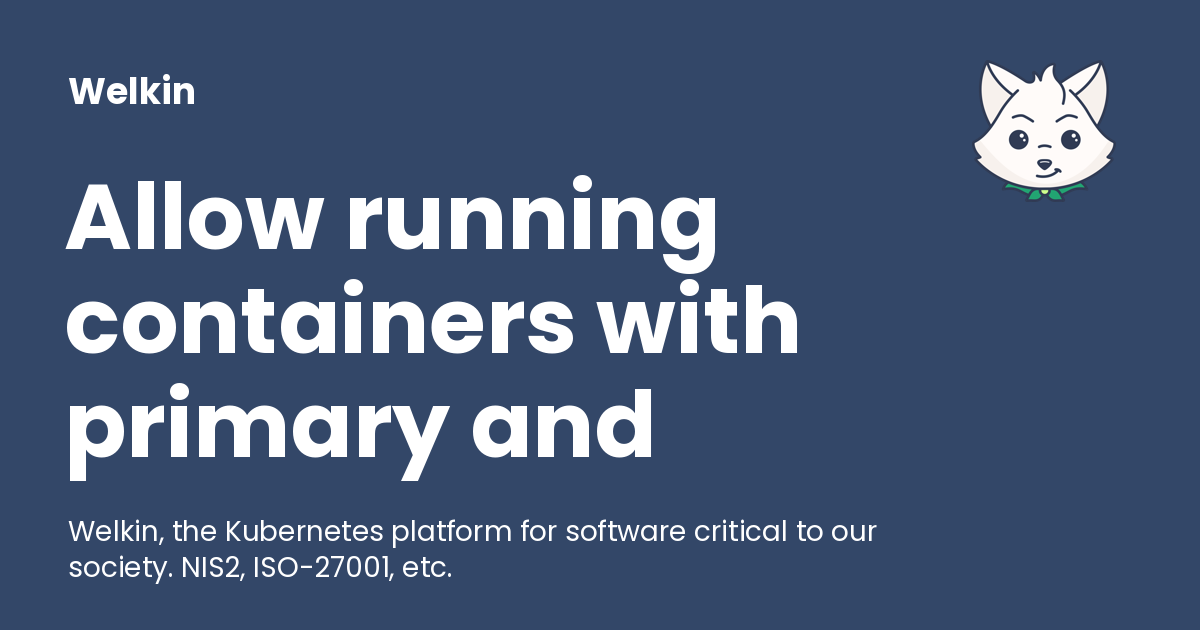 Welkin
Allow running
containers with
primary and
Welkin, the Kubernetes platform for software critical to our
society. NIS2, ISO-27001, etc.